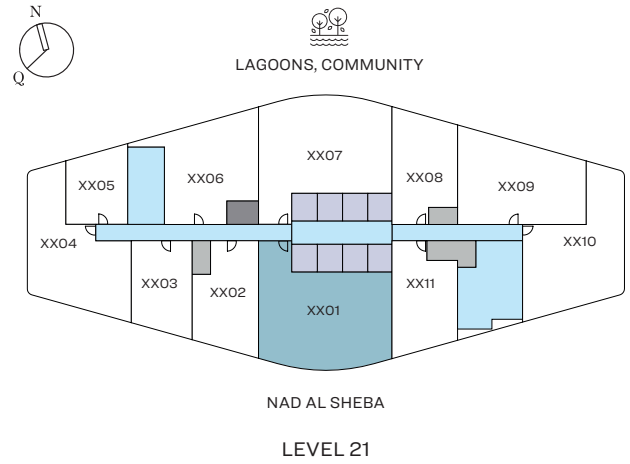 N
Q
LAGOONS, COMMUNITY
XX07
XX05
XX06
XX08
XX09
XX04
XX10
XX03
XX02
XX01
XX11
NAD AL SHEBA
LEVEL 21